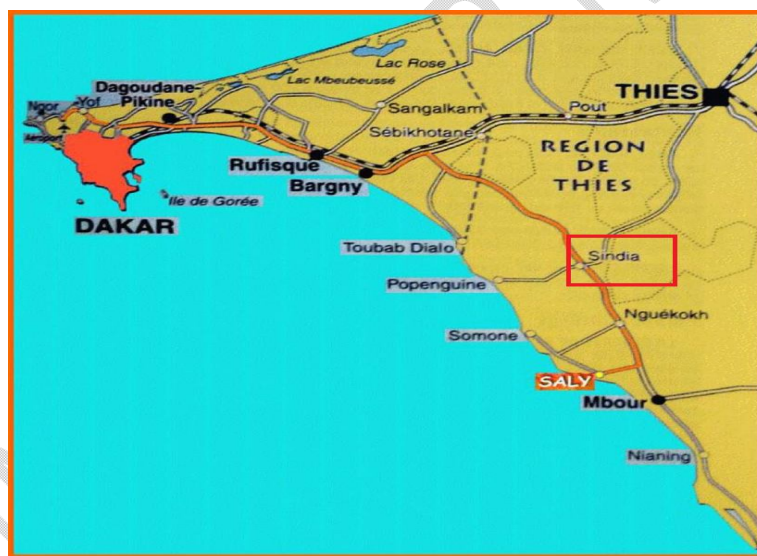 Lac Rose
Lac Mbeubeussé
Dagoudane-
Pikine
THIES
Ngor
Yof
Sangalkam
Pout
Sébikhotane
Aéroport
REGION
DE
THIES
Rufisque
Bargny
Ile de Gorée
DAKAR
Toubab Dialo
Sindia
Popenguine
Nguékokh
Somone
SALY
Mbour
Nianing